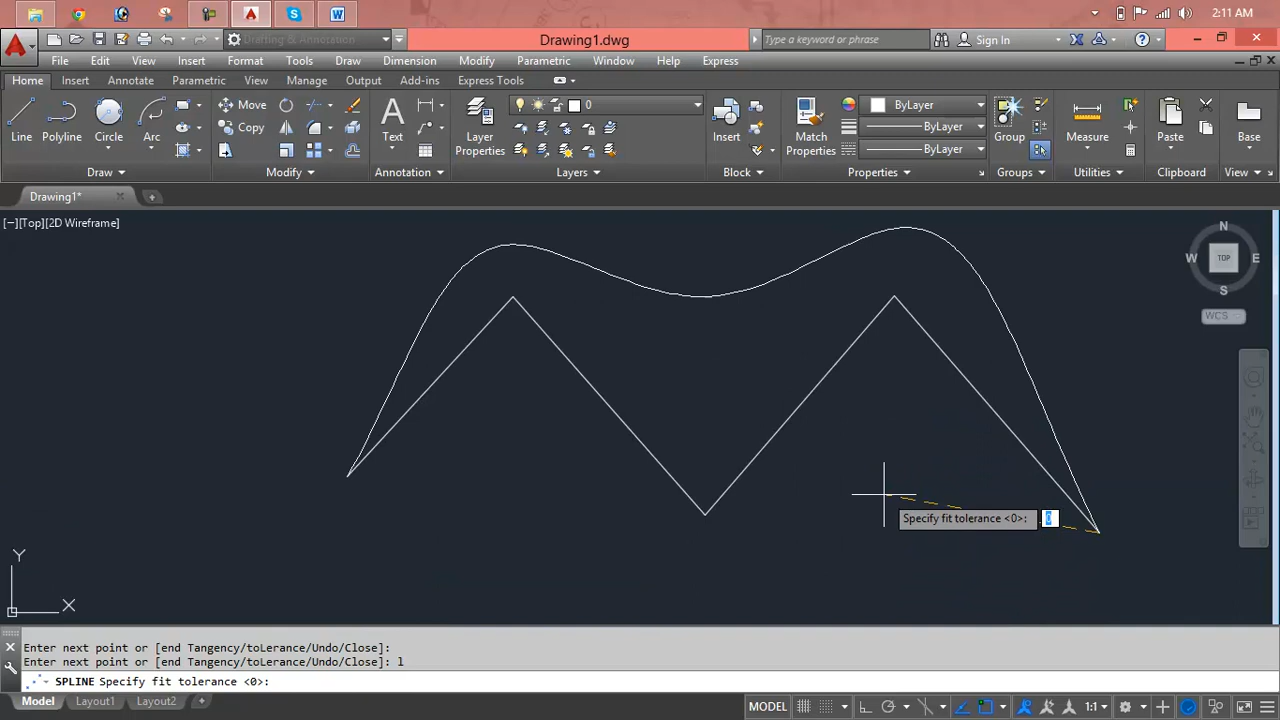 2:11 AM
Drafting & Annotation
Drawing1.dwg
Type a keyword or phrase
Sign In
File Edit View Insert Format Tools Draw Dimension Modify Parametric Window Help Express
Home Insert Annotate Parametric View Manage Output Add-ins Express Tools
0
ByLayer
ByLayer
ByLayer
Move
Copy
Line Polyline Circle Arc Text Layer Properties Insert Match Properties Group Measure Paste Base
Draw Modify Annotation Layers Block Properties Groups Utilities Clipboard View
Drawing1*
[−][Top][2D Wireframe]
N
W TOP E
S
WCS
Specify fit tolerance <0>: 0
Y
X
Enter next point or [end Tangency/toLerance/Undo/Close]:
Enter next point or [end Tangency/toLerance/Undo/Close]: l
SPLINE Specify fit tolerance <0>:
Model Layout1 Layout2
MODEL
1:1